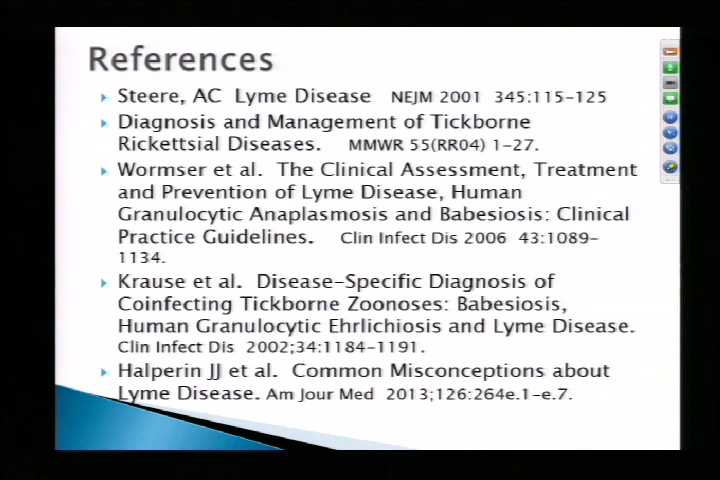 References
Steere, AC Lyme Disease NEJM 2001 345:115-125
Diagnosis and Management of Tickborne
Rickettsial Diseases. MMWR 55(RR04) 1-27.
Wormser et al. The Clinical Assessment, Treatment
and Prevention of Lyme Disease, Human
Granulocytic Anaplasmosis and Babesiosis: Clinical
Practice Guidelines. Clin Infect Dis 2006 43:1089-
1134.
Krause et al. Disease-Specific Diagnosis of
Coinfecting Tickborne Zoonoses: Babesiosis,
Human Granulocytic Ehrlichiosis and Lyme Disease.
Clin Infect Dis 2002;34:1184-1191.
Halperin JJ et al. Common Misconceptions about
Lyme Disease. Am Jour Med 2013;126:264e.1-e.7.